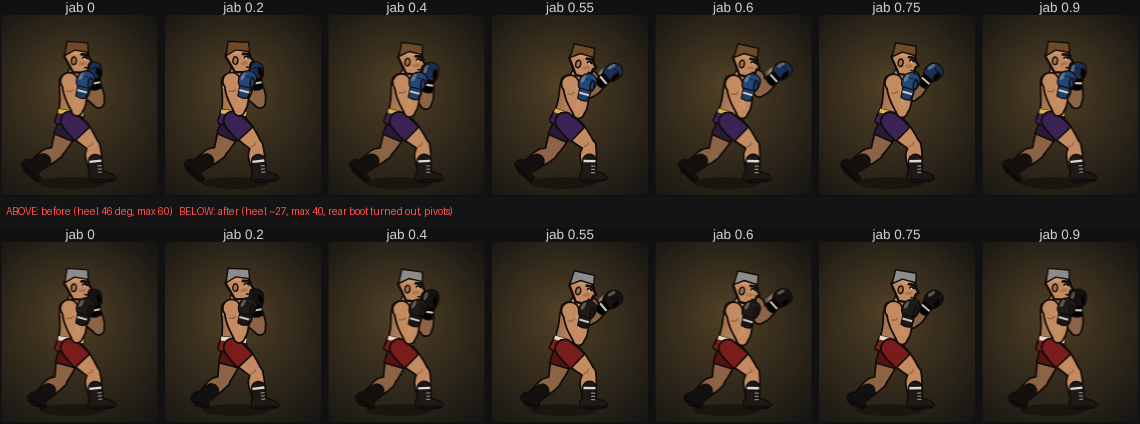 jab 0 jab 0.2 jab 0.4 jab 0.55 jab 0.6 jab 0.75 jab 0.9
ABOVE: before (heel 46 deg, max 60) BELOW: after (heel ~27, max 40, rear boot turned out, pivots)
jab 0 jab 0.2 jab 0.4 jab 0.55 jab 0.6 jab 0.75 jab 0.9